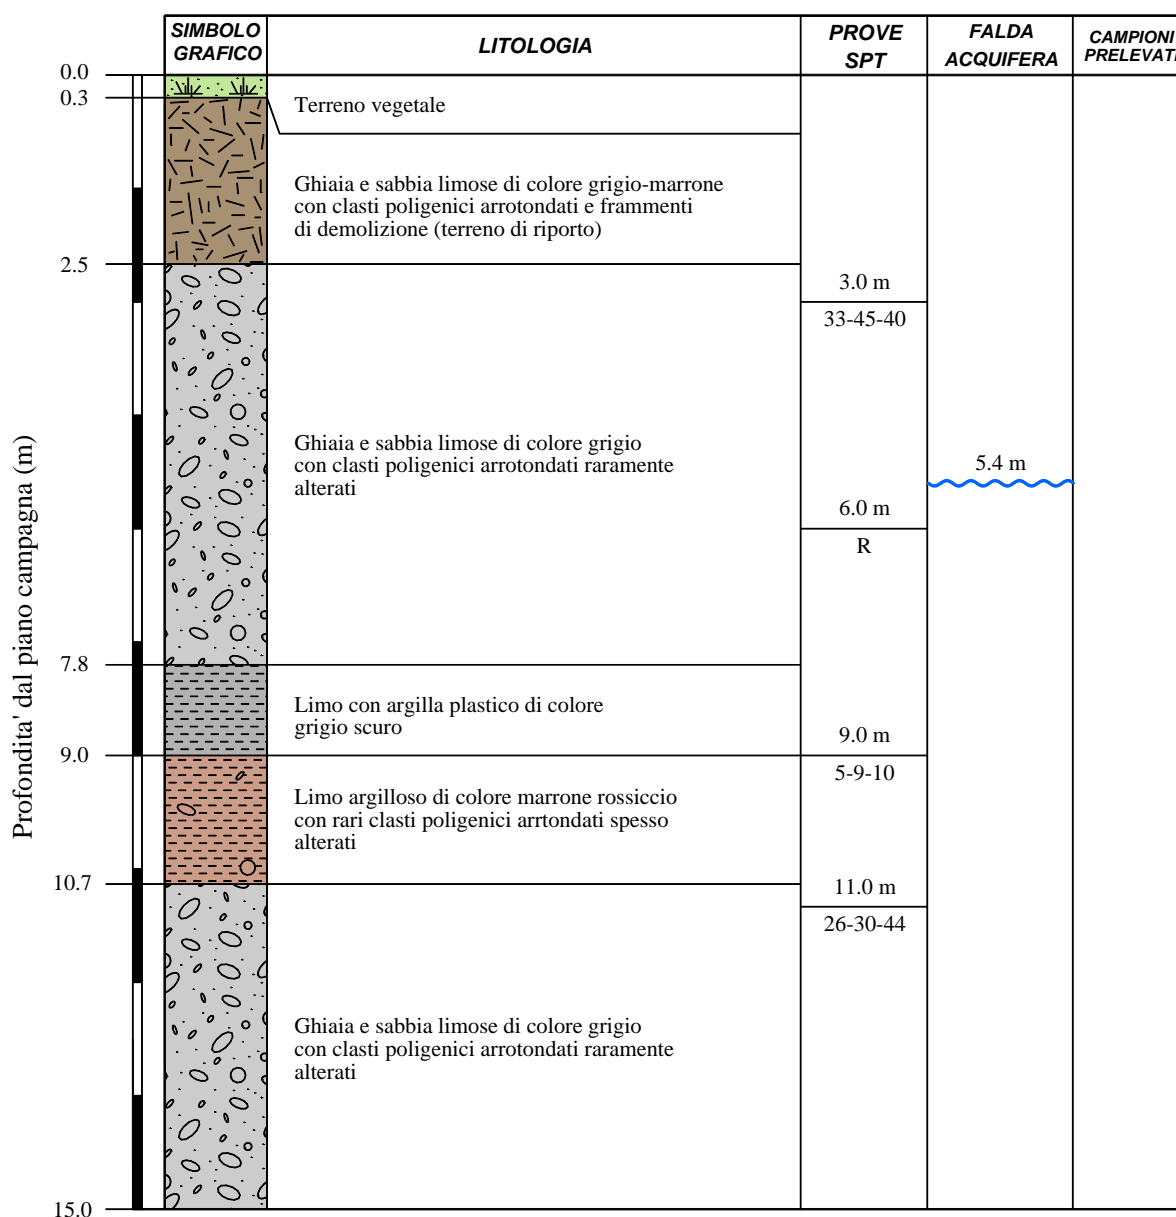 SIMBOLO
GRAFICO
LITOLOGIA
PROVE
SPT
FALDA
ACQUIFERA
CAMPIONI
PRELEVATI
0.0
0.3
Terreno vegetale
Ghiaia e sabbia limose di colore grigio-marrone
con clasti poligenici arrotondati e frammenti
di demolizione (terreno di riporto)
2.5
3.0 m
33-45-40
Ghiaia e sabbia limose di colore grigio
con clasti poligenici arrotondati raramente
alterati
5.4 m
6.0 m
R
Profondita' dal piano campagna (m)
7.8
Limo con argilla plastico di colore
grigio scuro
9.0 m
9.0
5-9-10
Limo argilloso di colore marrone rossiccio
con rari clasti poligenici arrtondati spesso
alterati
10.7
11.0 m
26-30-44
Ghiaia e sabbia limose di colore grigio
con clasti poligenici arrotondati raramente
alterati
15.0